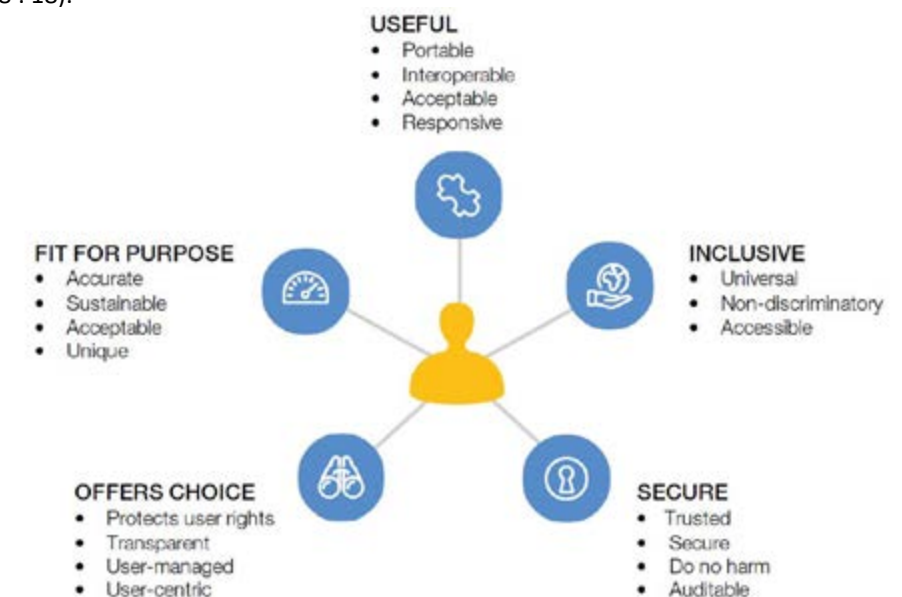 USEFUL
• Portable
• Interoperable
• Acceptable
• Responsive
FIT FOR PURPOSE
• Accurate
• Sustainable
• Acceptable
• Unique
INCLUSIVE
• Universal
• Non-discriminatory
• Accessible
OFFERS CHOICE
• Protects user rights
• Transparent
• User-managed
• User-centric
SECURE
• Trusted
• Secure
• Do no harm
• Auditable